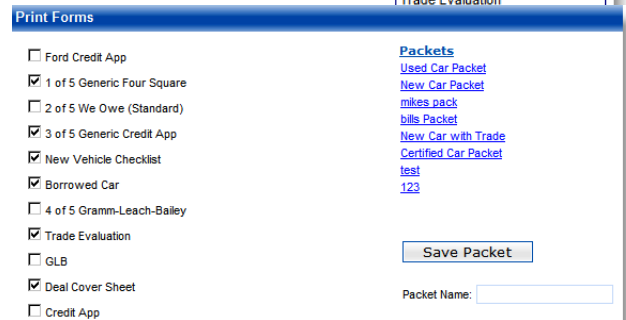 Trade Evaluation
Print Forms
Ford Credit App
1 of 5 Generic Four Square
2 of 5 We Owe (Standard)
3 of 5 Generic Credit App
New Vehicle Checklist
Borrowed Car
4 of 5 Gramm-Leach-Bailey
Trade Evaluation
GLB
Deal Cover Sheet
Credit App
Packets
Used Car Packet
New Car Packet
mikes pack
bills Packet
New Car with Trade
Certified Car Packet
test
123
Save Packet
Packet Name: